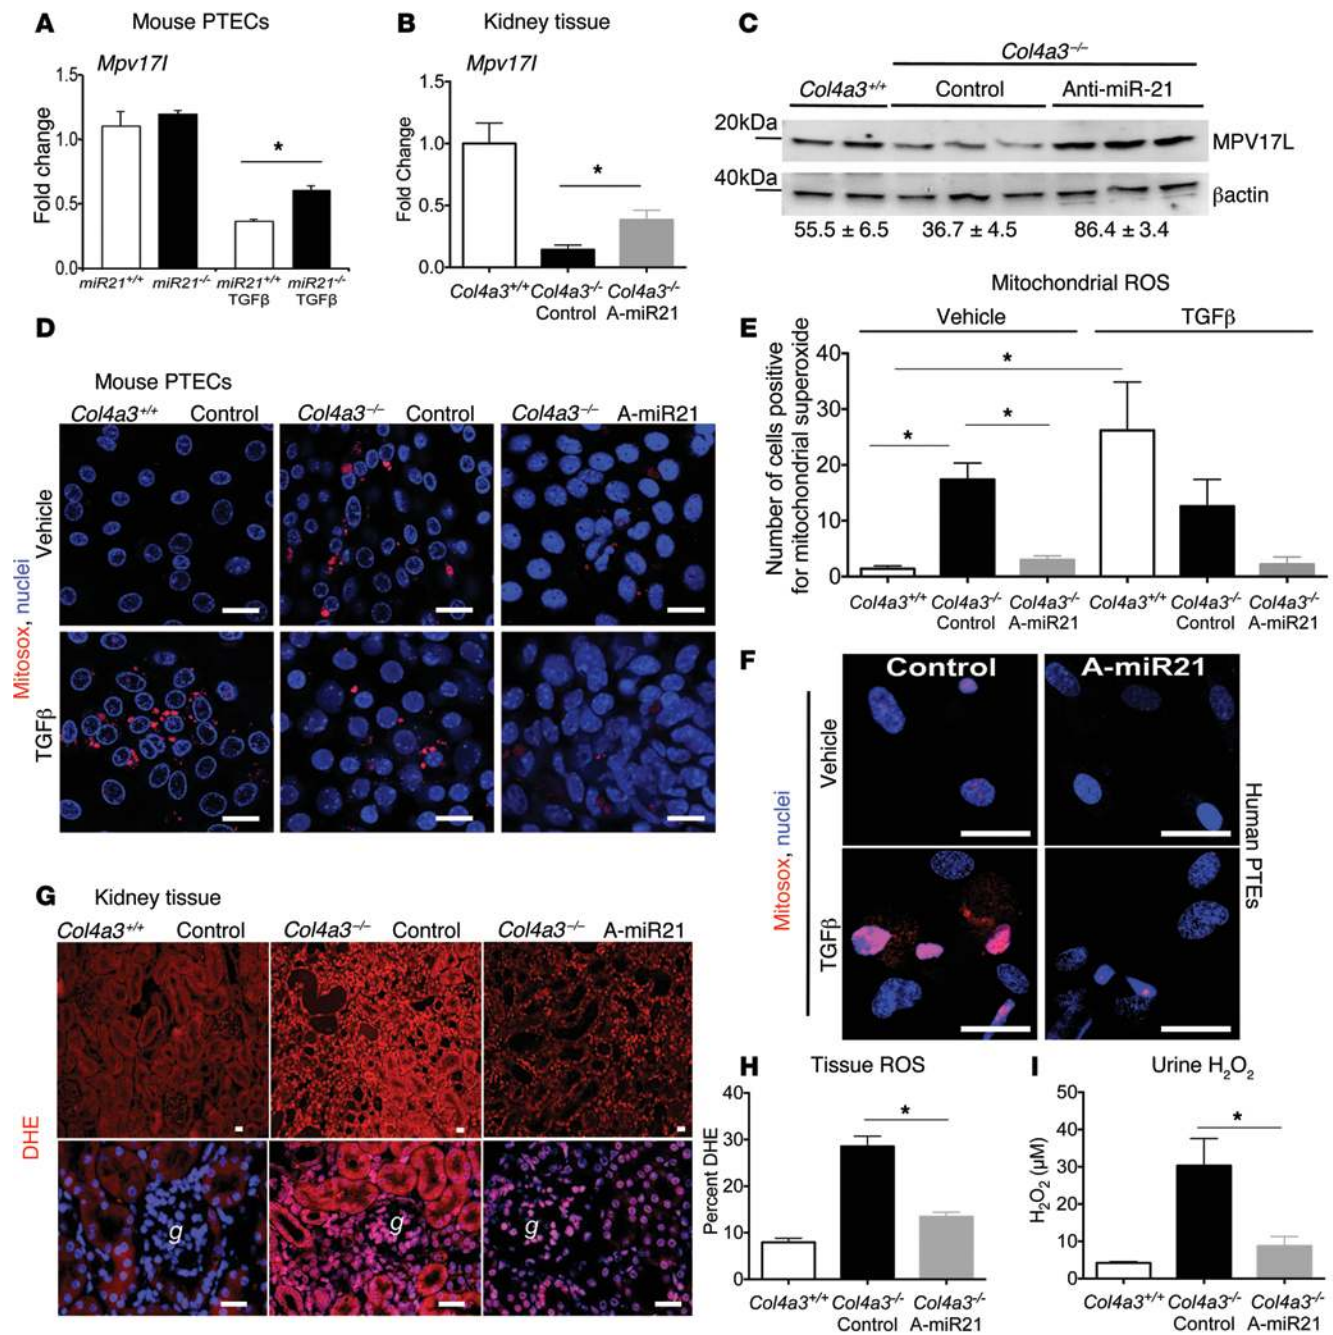 A Mouse PTECs
Mpv17l
Fold change
1.5
1.0
0.5
0.0
*
miR21+/+ miR21-/- miR21+/+ miR21-/-
TGFβ TGFβ
B Kidney tissue
Mpv17l
Fold Change
1.5
1.0
0.5
0.0
*
Col4a3+/+ Col4a3-/- Col4a3-/-
Control A-miR21
C
Col4a3–/–
Col4a3+/+ Control Anti-miR-21
20kDa
MPV17L
40kDa
βactin
55.5 ± 6.5 36.7 ± 4.5 86.4 ± 3.4
D
Mouse PTECs
Col4a3+/+ Control Col4a3–/– Control Col4a3–/– A-miR21
Mitosox, nuclei
Vehicle
TGFβ
E
Mitochondrial ROS
Vehicle TGFβ
Number of cells positive
for mitochondrial superoxide
40
30
20
10
0
*
*
*
Col4a3+/+ Col4a3-/- Col4a3-/- Col4a3+/+ Col4a3-/- Col4a3-/-
Control A-miR21 Control A-miR21
F
Control A-miR21
Mitosox, nuclei
Vehicle
TGFβ
Human PTEs
G Kidney tissue
Col4a3+/+ Control Col4a3–/– Control Col4a3–/– A-miR21
DHE
g g g
H Tissue ROS
Percent DHE
40
30
20
10
0
*
Col4a3+/+ Col4a3-/- Col4a3-/-
Control A-miR21
I Urine H2O2
H2O2 (μM)
50
40
30
20
10
0
*
Col4a3+/+ Col4a3-/- Col4a3-/-
Control A-miR21